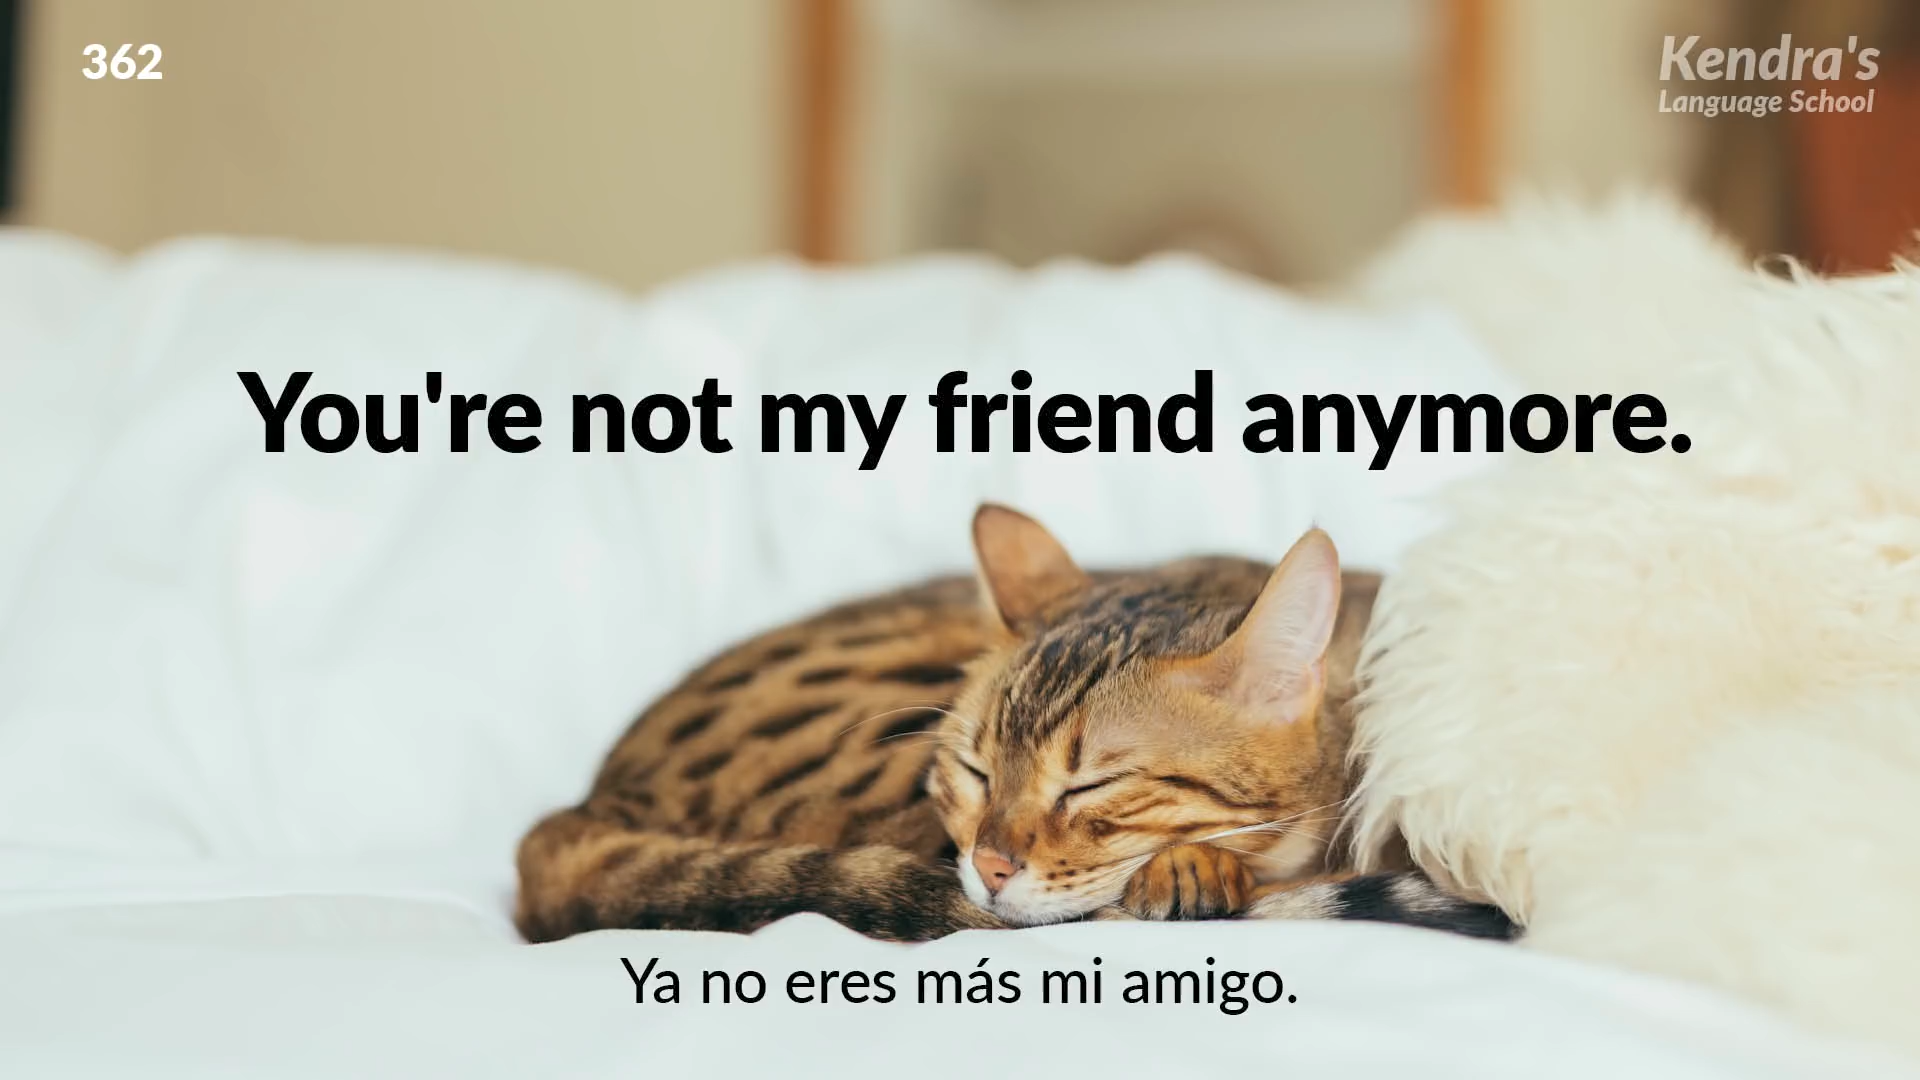 362
Kendra's
Language School
You're not my friend anymore.
Ya no eres más mi amigo.